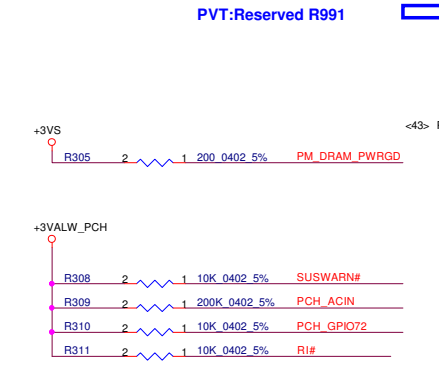 PVT:Reserved R991
<43>
+3VS
R305 2 1 200_0402_5% PM_DRAM_PWRGD
+3VALW_PCH
R308 2 1 10K_0402_5% SUSWARN#
R309 2 1 200K_0402_5% PCH_ACIN
R310 2 1 10K_0402_5% PCH_GPIO72
R311 2 1 10K_0402_5% RI#